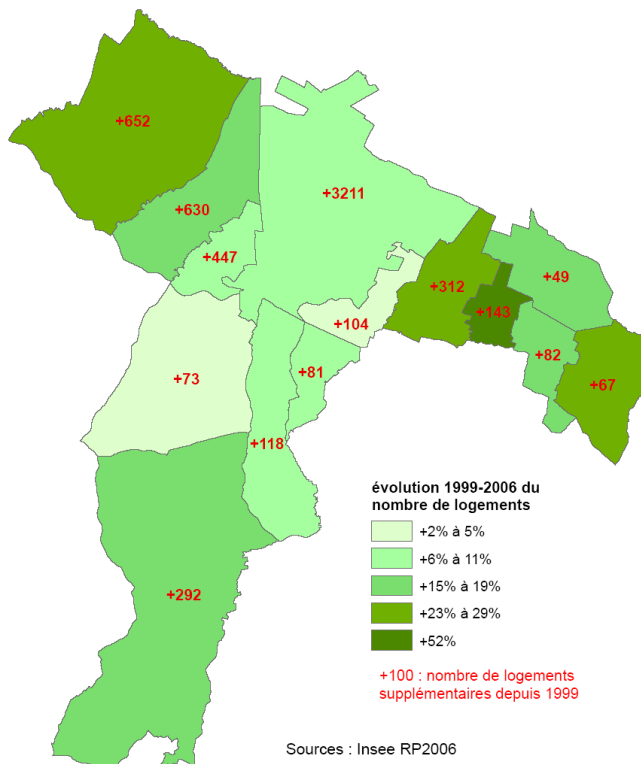 +652
+3211
+630
+447
+49
+312
+143
+104
+82
+73
+81
+67
+118
+292
évolution 1999-2006 du
nombre de logements
+2% à 5%
+6% à 11%
+15% à 19%
+23% à 29%
+52%
+100 : nombre de logements
supplémentaires depuis 1999
Sources : Insee RP2006